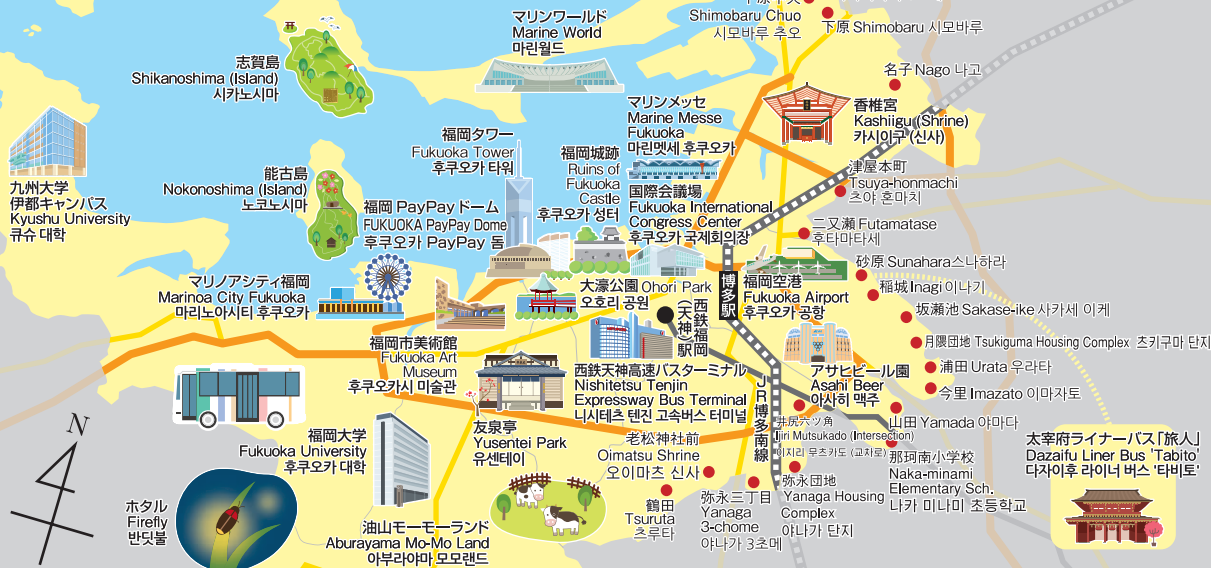 Shimobaru Chuo
시모바루 추오
下原 Shimobaru 시모바루
マリンワールド
Marine World
마린월드
志賀島
Shikanoshima (Island)
시카노시마
名子 Nago 나고
マリンメッセ
Marine Messe
Fukuoka
마린멧세 후쿠오카
香椎宮
Kashiigu (Shrine)
카시이구 (신사)
福岡タワー
Fukuoka Tower
후쿠오카 타워
福岡城跡
Ruins of
Fukuoka
Castle
후쿠오카 성터
津屋本町
Tsuya-honmachi
츠야 혼마치
九州大学
伊都キャンパス
Kyushu University
큐슈 대학
能古島
Nokonoshima (Island)
노코노시마
国際会議場
Fukuoka International
Congress Center
후쿠오카 국제회의장
福岡 PayPay ドーム
FUKUOKA PayPay Dome
후쿠오카 PayPay 돔
二又瀬 Futamatase
후타마타세
砂原 Sunahara스나하라
稲城 Inagi 이나기
マリノアシティ福岡
Marinoa City Fukuoka
마리노아시티 후쿠오카
大濠公園 Ohori Park
오호리 공원
博多駅
福岡空港
Fukuoka Airport
후쿠오카 공항
西鉄福岡
(天神)駅
坂瀬池 Sakase-ike 사카세 이케
月隈団地 Tsukiguma Housing Complex 츠키구마 단지
福岡市美術館
Fukuoka Art
Museum
후쿠오카시 미술관
西鉄天神高速バスターミナル
Nishitetsu Tenjin
Expressway Bus Terminal
니시테츠 텐진 고속버스 터미널
アサヒビール園
Asahi Beer
아사히 맥주
浦田 Urata 우라타
今里 Imazato 이마자토
JR博多南線
山田 Yamada 야마다
井尻六ツ角
Ijiri Mutsukado (Intersection)
이지리 무츠카도 (교차로)
福岡大学
Fukuoka University
후쿠오카 대학
友泉亭
Yusentei Park
유센테이
老松神社前
Oimatsu Shrine
오이마츠 신사
那珂南小学校
Naka-minami
Elementary Sch.
나카 미나미 초등학교
太宰府ライナーバス「旅人」
Dazaifu Liner Bus 'Tabito'
다자이후 라이너 버스 '타비토'
N
ホタル
Firefly
반딧불
油山モーモーランド
Aburayama Mo-Mo Land
아부라야마 모모랜드
鶴田
Tsuruta
츠루타
弥永三丁目
Yanaga
3-chome
야나가 3초메
弥永団地
Yanaga Housing
Complex
야나가 단지